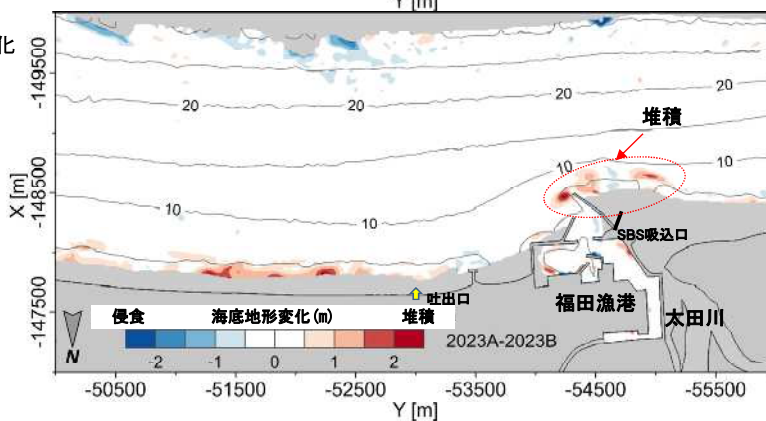 Y [m]
化
-149500
20
20
20
堆積
10
10
X [m]
-148500
10
10
SBS吸込口
吐出口
福田漁港
太田川
-147500
侵食
海底地形変化(m)
堆積
-2
-1
0
1
2
2023A-2023B
N
-50500
-51500
-52500
-53500
-54500
-55500
Y [m]